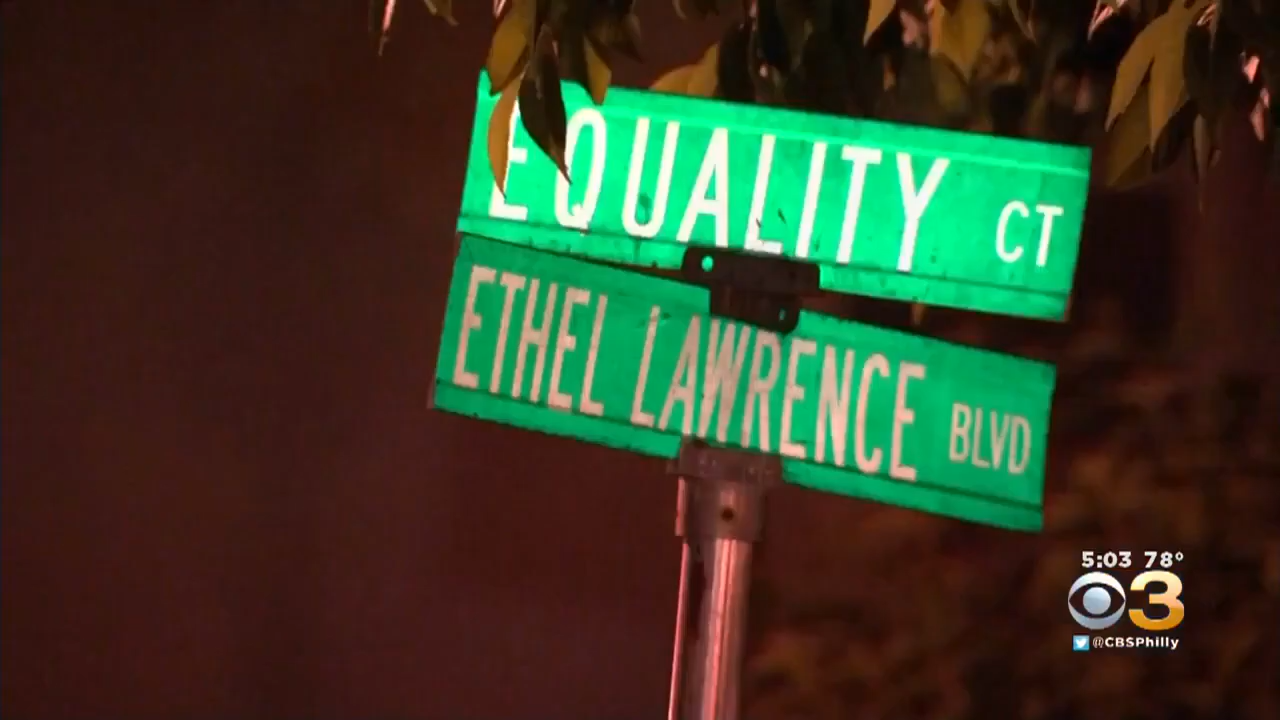 EQUALITY CT
ETHEL LAWRENCE BLVD
5:03 78°
3
@CBSPhilly